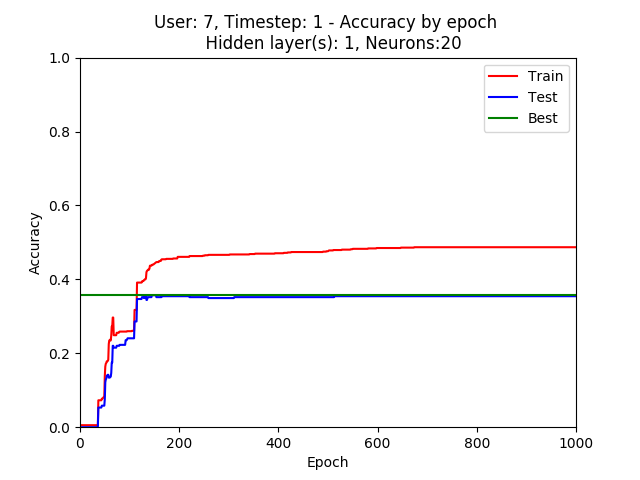 User: 7, Timestep: 1 - Accuracy by epoch
Hidden layer(s): 1, Neurons:20
1.0
0.8
0.6
0.4
0.2
0.0
Accuracy
Train
Test
Best
0 200 400 600 800 1000
Epoch